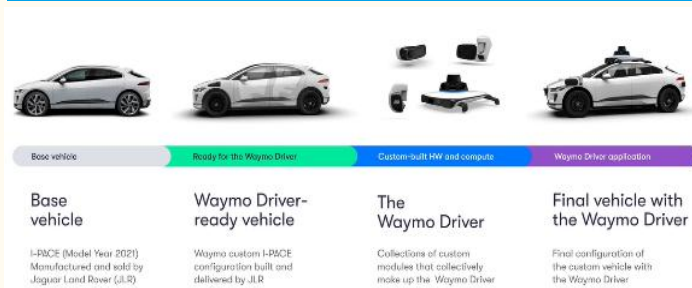 Base vehicle
Ready for the Waymo Driver
Custom-built HW and compute
Waymo Driver application
Base
vehicle
I-PACE (Model Year 2021)
Manufactured and sold by
Jaguar Land Rover (JLR)
Waymo Driver-
ready vehicle
Waymo custom I-PACE
configuration built and
delivered by JLR
The
Waymo Driver
Collections of custom
modules that collectively
make up the Waymo Driver
Final vehicle with
the Waymo Driver
Final configuration of
the custom vehicle with
the Waymo Driver